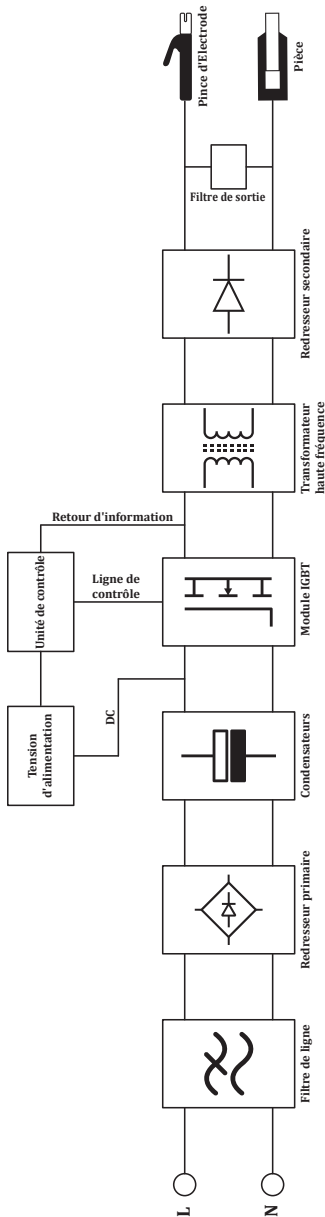 L
N
Filtre de ligne
Redresseur primaire
Condensateurs
Tension
d'alimentation
DC
Unité de contrôle
Ligne de
contrôle
Retour d'information
Module IGBT
Transformateur
haute fréquence
Redresseur secondaire
Filtre de sortie
Pince d'Electrode
Pièce